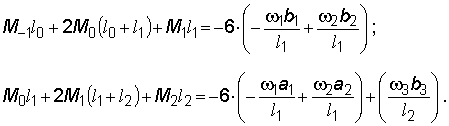 M₋₁l₀ + 2M₀(l₀ + l₁) + M₁l₁ = −6·(−ω₁b₁/l₁ + ω₂b₂/l₁);
M₀l₁ + 2M₁(l₁ + l₂) + M₂l₂ = −6·(−ω₁a₁/l₁ + ω₂a₂/l₁) + (ω₃b₃/l₂).